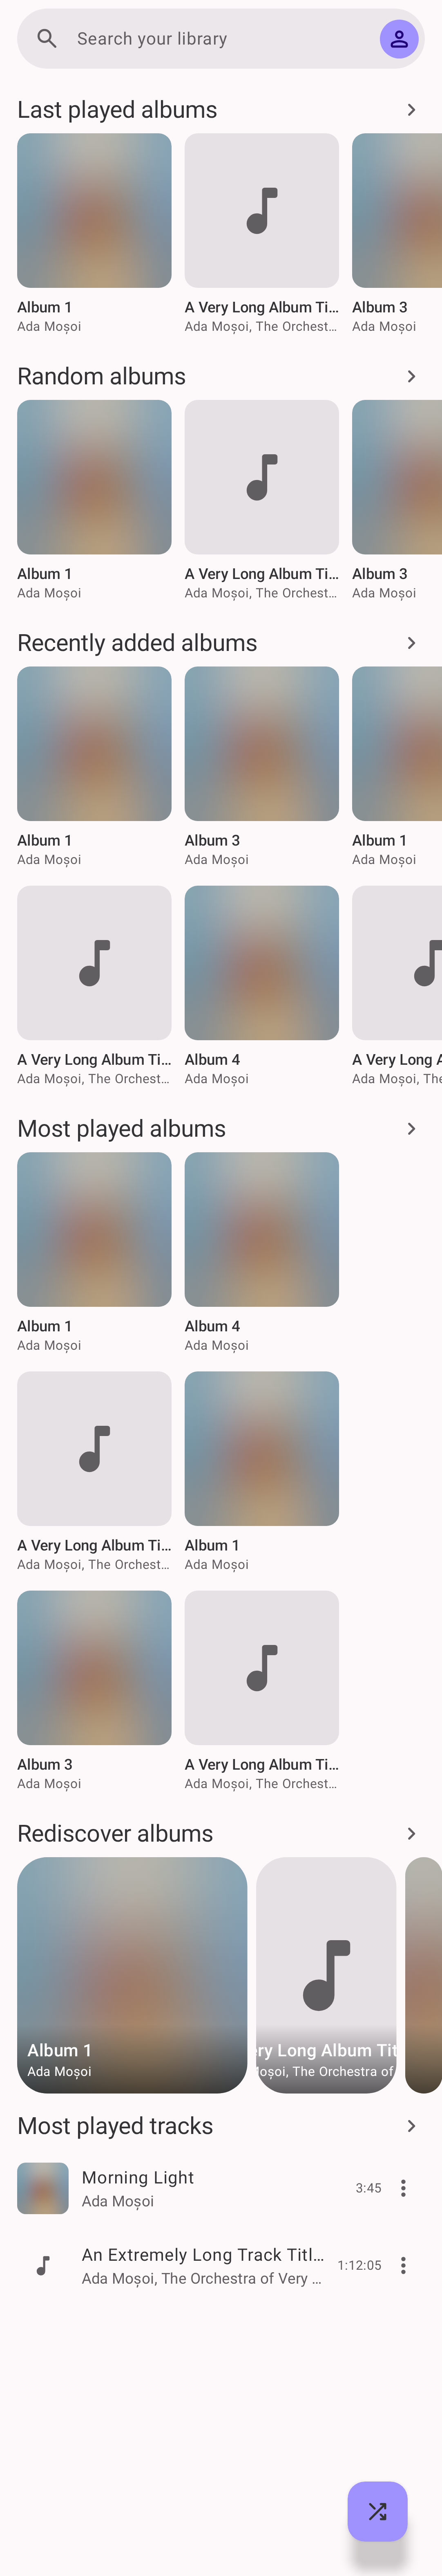 Search your library
Last played albums
Album 1
Ada Moșoi
A Very Long Album Ti...
Ada Moșoi, The Orchest...
Album 3
Ada Moșoi
Random albums
Album 1
Ada Moșoi
A Very Long Album Ti...
Ada Moșoi, The Orchest...
Album 3
Ada Moșoi
Recently added albums
Album 1
Ada Moșoi
Album 3
Ada Moșoi
Album 1
Ada Moșoi
A Very Long Album Ti...
Ada Moșoi, The Orchest...
Album 4
Ada Moșoi
A Very Long A
Ada Moșoi, The
Most played albums
Album 1
Ada Moșoi
Album 4
Ada Moșoi
A Very Long Album Ti...
Ada Moșoi, The Orchest...
Album 1
Ada Moșoi
Album 3
Ada Moșoi
A Very Long Album Ti...
Ada Moșoi, The Orchest...
Rediscover albums
Album 1
Ada Moșoi
ery Long Album Tit
oșoi, The Orchestra of
Most played tracks
Morning Light
Ada Moșoi
3:45
An Extremely Long Track Titl...
Ada Moșoi, The Orchestra of Very ...
1:12:05